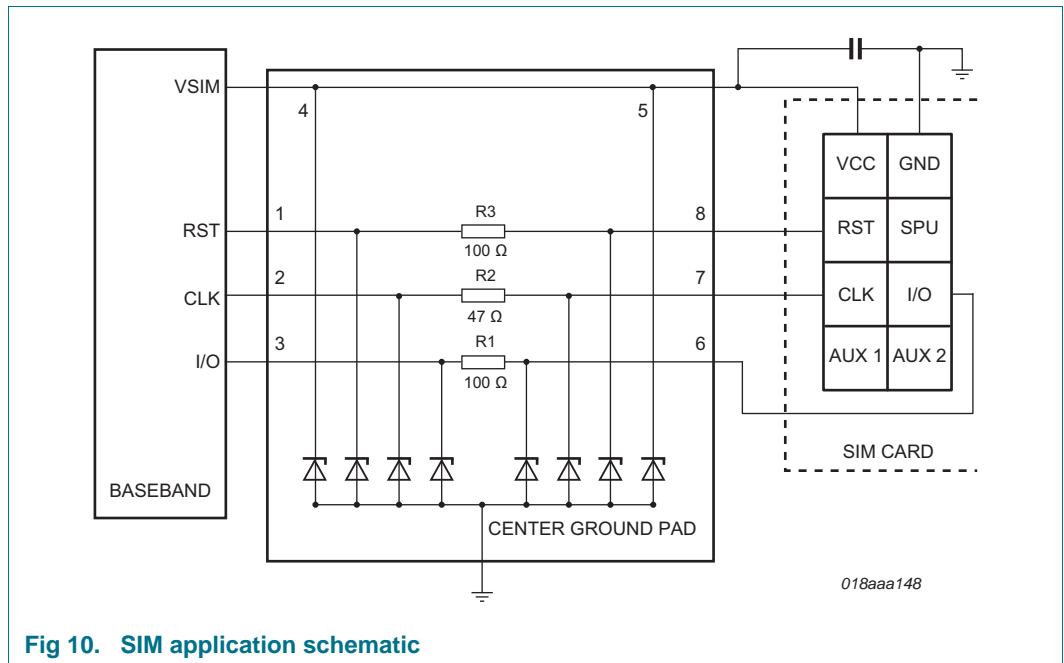 VSIM
4
5
VCC
GND
RST
1
R3
100 Ω
8
RST
SPU
CLK
2
R2
47 Ω
7
CLK
I/O
I/O
3
R1
100 Ω
6
AUX 1
AUX 2
SIM CARD
BASEBAND
CENTER GROUND PAD
018aaa148
Fig 10. SIM application schematic